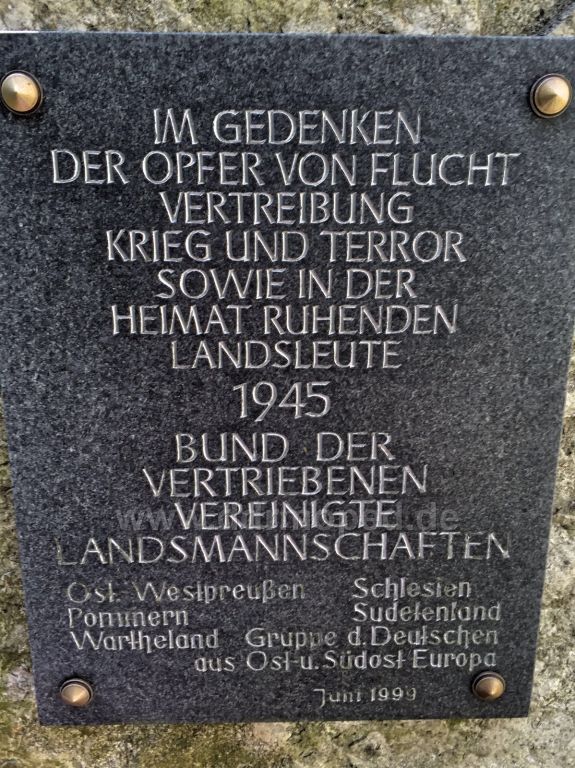 IM GEDENKEN
DER OPFER VON FLUCHT
VERTREIBUNG
KRIEG UND TERROR
SOWIE IN DER
HEIMAT RUHENDEN
LANDSLEUTE
1945
BUND DER
VERTRIEBENEN
VEREINIGTE
LANDSMANNSCHAFTEN
Ost Westpreußen Schlesien
Pommern Sudetenland
Wartheland Gruppe d. Deutschen
aus Ost-u. Südost Europa
Juni 1999